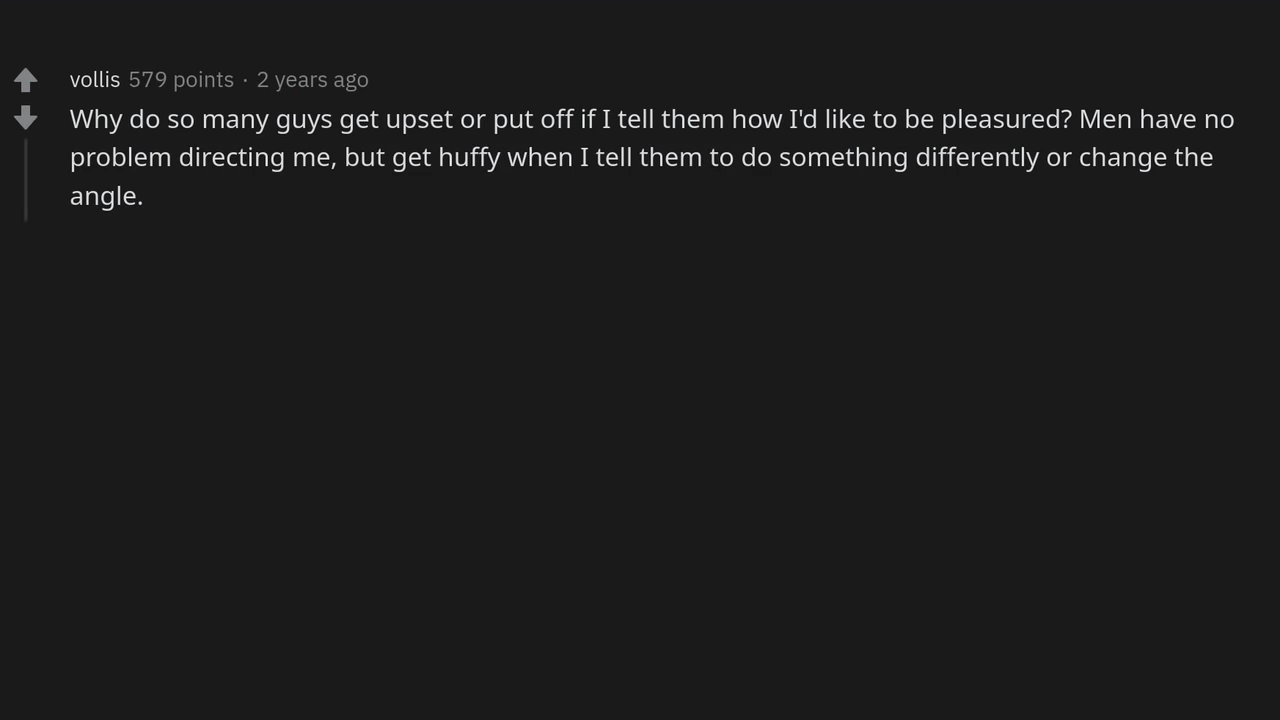 vollis 579 points · 2 years ago
Why do so many guys get upset or put off if I tell them how I'd like to be pleasured? Men have no
problem directing me, but get huffy when I tell them to do something differently or change the
angle.